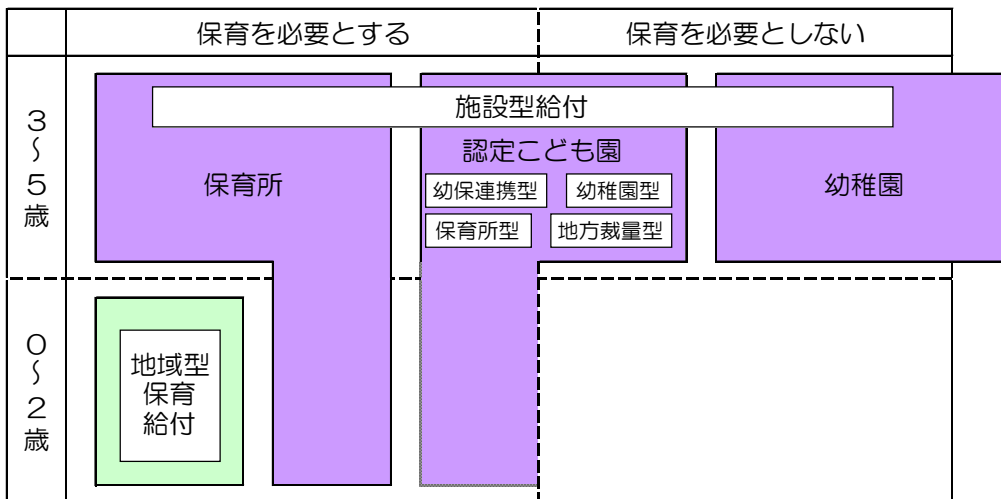 保育を必要とする
保育を必要としない
3～5歳
施設型給付
保育所
認定こども園
幼保連携型
幼稚園型
保育所型
地方裁量型
幼稚園
0～2歳
地域型
保育
給付